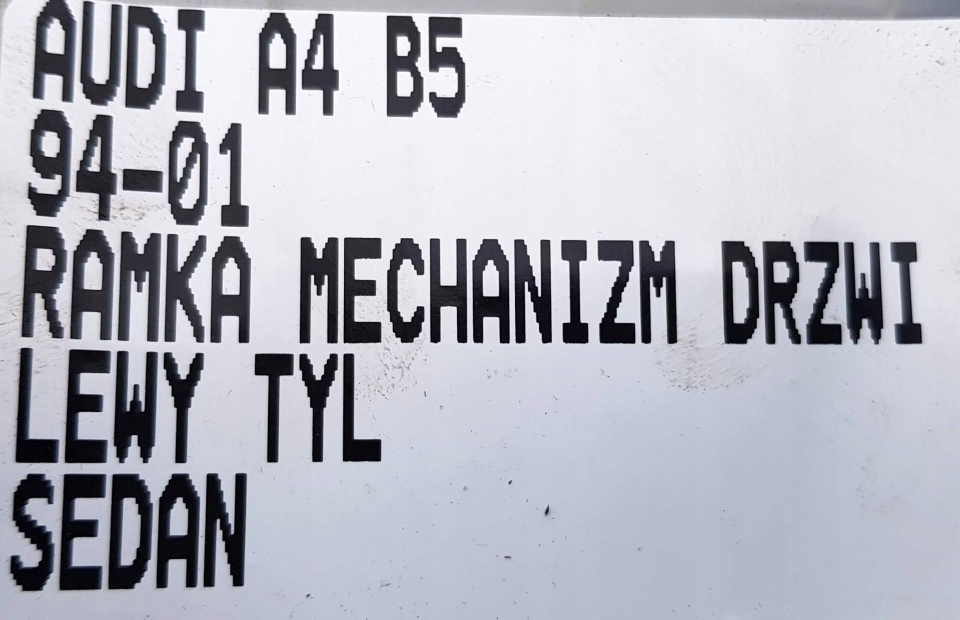 AUDI A4 B5
94-01
RAMKA MECHANIZM DRZWI
LEWY TYL
SEDAN